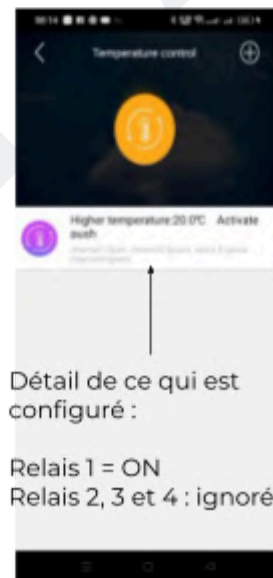 Temperature control
Higher temperature:20.0℃ Activate
push
Détail de ce qui est
configuré :
Relais 1 = ON
Relais 2, 3 et 4 : ignoré